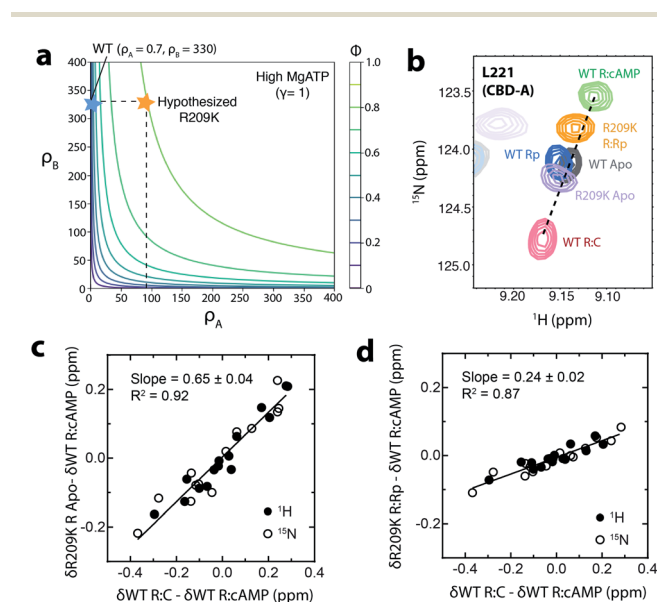 a
WT (ρA = 0.7, ρB = 330)
Φ
400
350
300
250
200
150
100
50
0
ρB
High MgATP
(γ= 1)
Hypothesized
R209K
0
50
100
150
200
250
300
350
400
ρA
1.0
0.8
0.6
0.4
0.2
0
b
L221
(CBD-A)
WT R:cAMP
R209K
R:Rp
WT Rp
WT Apo
R209K Apo
WT R:C
123.5
124.0
124.5
125.0
15N (ppm)
9.20
9.15
9.10
1H (ppm)
c
Slope = 0.65 ± 0.04
R2 = 0.92
0.2
0.0
-0.2
δR209K R Apo- δWT R:cAMP (ppm)
1H
15N
-0.4
-0.2
0.0
0.2
0.4
δWT R:C - δWT R:cAMP (ppm)
d
Slope = 0.24 ± 0.02
R2 = 0.87
0.2
0.0
-0.2
δR209K R:Rp - δWT R:cAMP (ppm)
1H
15N
-0.4
-0.2
0.0
0.2
0.4
δWT R:C - δWT R:cAMP (ppm)